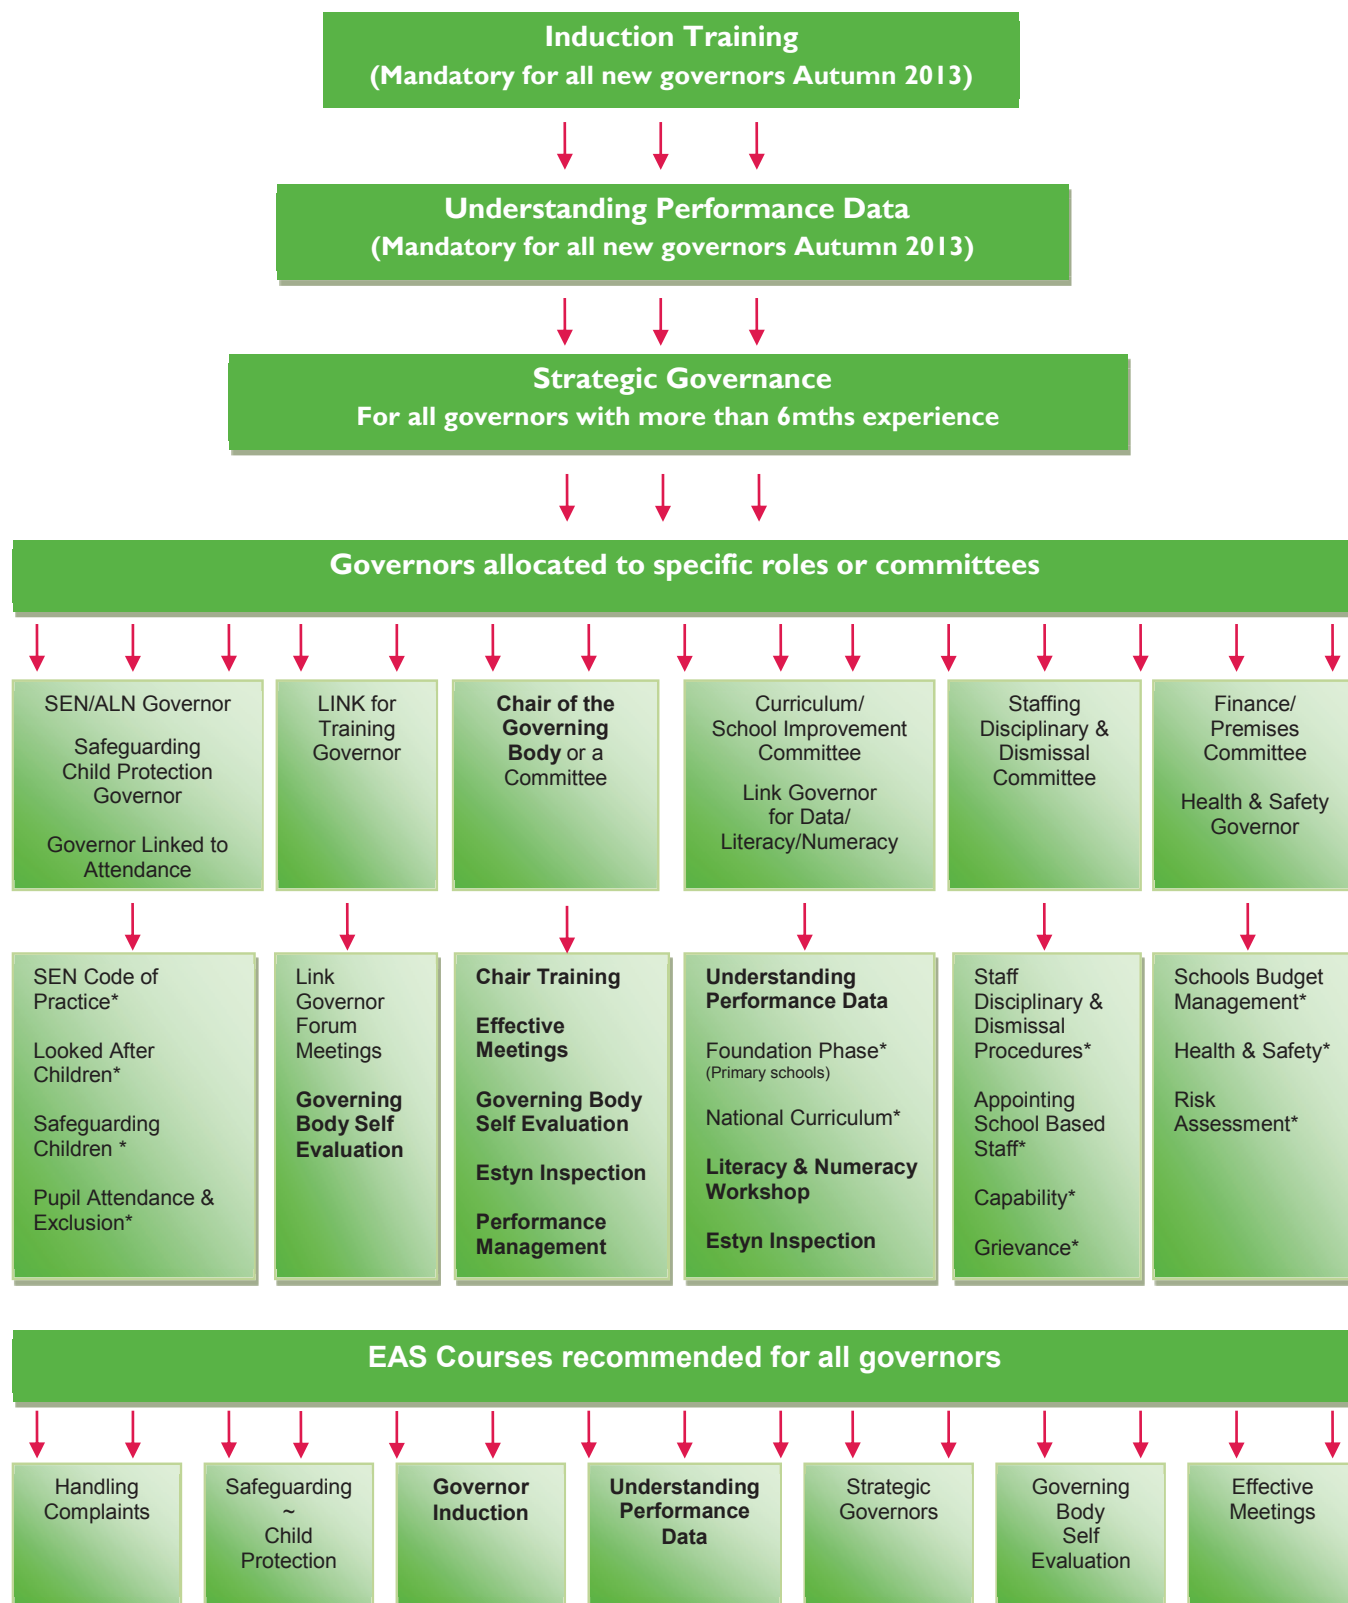 Induction Training
(Mandatory for all new governors Autumn 2013)
Understanding Performance Data
(Mandatory for all new governors Autumn 2013)
Strategic Governance
For all governors with more than 6mths experience
Governors allocated to specific roles or committees
SEN/ALN Governor
Safeguarding
Child Protection
Governor
Governor Linked to
Attendance
LINK for
Training
Governor
Chair of the
Governing
Body or a
Committee
Curriculum/
School Improvement
Committee
Link Governor
for Data/
Literacy/Numeracy
Staffing
Disciplinary &
Dismissal
Committee
Finance/
Premises
Committee
Health & Safety
Governor
SEN Code of
Practice*
Looked After
Children*
Safeguarding
Children *
Pupil Attendance &
Exclusion*
Link
Governor
Forum
Meetings
Governing
Body Self
Evaluation
Chair Training
Effective
Meetings
Governing Body
Self Evaluation
Estyn Inspection
Performance
Management
Understanding
Performance Data
Foundation Phase*
(Primary schools)
National Curriculum*
Literacy & Numeracy
Workshop
Estyn Inspection
Staff
Disciplinary &
Dismissal
Procedures*
Appointing
School Based
Staff*
Capability*
Grievance*
Schools Budget
Management*
Health & Safety*
Risk
Assessment*
EAS Courses recommended for all governors
Handling
Complaints
Safeguarding
~
Child
Protection
Governor
Induction
Understanding
Performance
Data
Strategic
Governors
Governing
Body
Self
Evaluation
Effective
Meetings